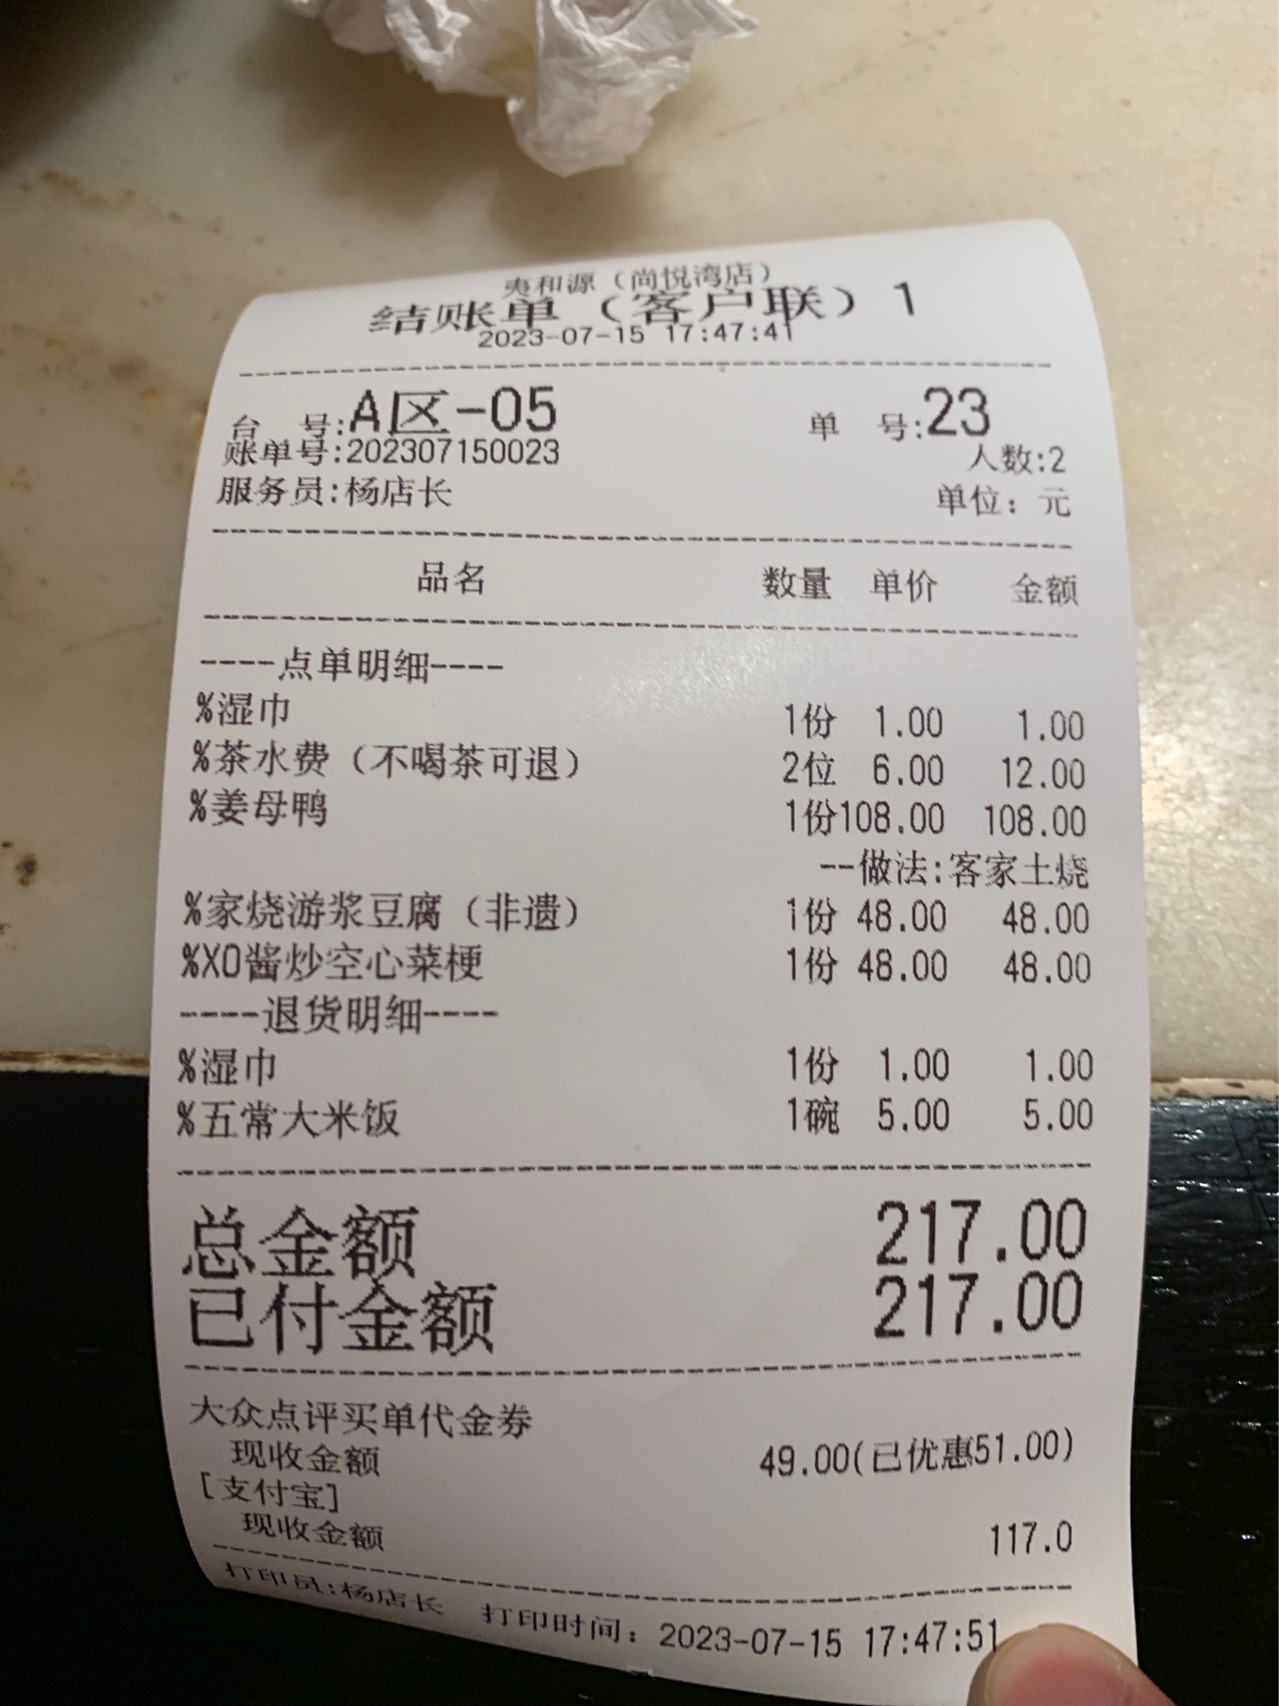 夷和源（尚悦湾店）
结账单（客户联）1
2023-07-15 17:47:41
台 号:A区-05 单 号:23
账单号:202307150023 人数:2
服务员:杨店长 单位：元
品名 数量 单价 金额
----点单明细----
%湿巾 1份 1.00 1.00
%茶水费（不喝茶可退） 2位 6.00 12.00
%姜母鸭 1份108.00 108.00
--做法:客家土烧
%家烧游浆豆腐（非遗） 1份 48.00 48.00
%XO酱炒空心菜梗 1份 48.00 48.00
----退货明细----
%湿巾 1份 1.00 1.00
%五常大米饭 1碗 5.00 5.00
总金额 217.00
已付金额 217.00
大众点评买单代金券
现收金额 49.00(已优惠51.00)
[支付宝]
现收金额 117.0
打印员:杨店长 打印时间：2023-07-15 17:47:51